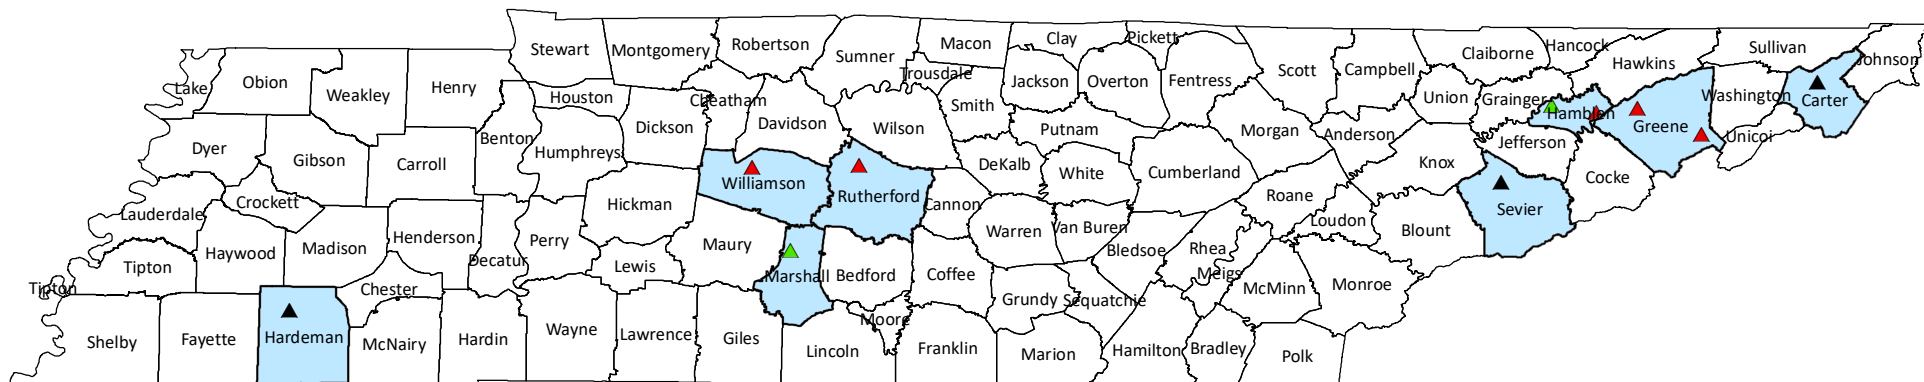 Stewart
Montgomery
Robertson
Sumner
Macon
Clay
Pickett
Scott
Campbell
Claiborne
Hancock
Hawkins
Sullivan
Johnson
Lake
Obion
Weakley
Henry
Houston
Cheatham
Trousdale
Jackson
Overton
Fentress
Union
Grainger
Hamblen
Greene
Washington
Carter
Unicoi
Dyer
Gibson
Carroll
Benton
Humphreys
Dickson
Davidson
Wilson
Smith
Putnam
DeKalb
White
Cumberland
Morgan
Anderson
Knox
Jefferson
Cocke
Sevier
Lauderdale
Crockett
Haywood
Madison
Henderson
Decatur
Perry
Hickman
Williamson
Rutherford
Cannon
Warren
Van Buren
Bledsoe
Rhea
Roane
Loudon
Blount
Tipton
Tipton
Chester
Lewis
Maury
Marshall
Bedford
Coffee
Grundy
Sequatchie
Meigs
McMinn
Monroe
Shelby
Fayette
Hardeman
McNairy
Hardin
Wayne
Lawrence
Giles
Lincoln
Moore
Franklin
Marion
Hamilton
Bradley
Polk